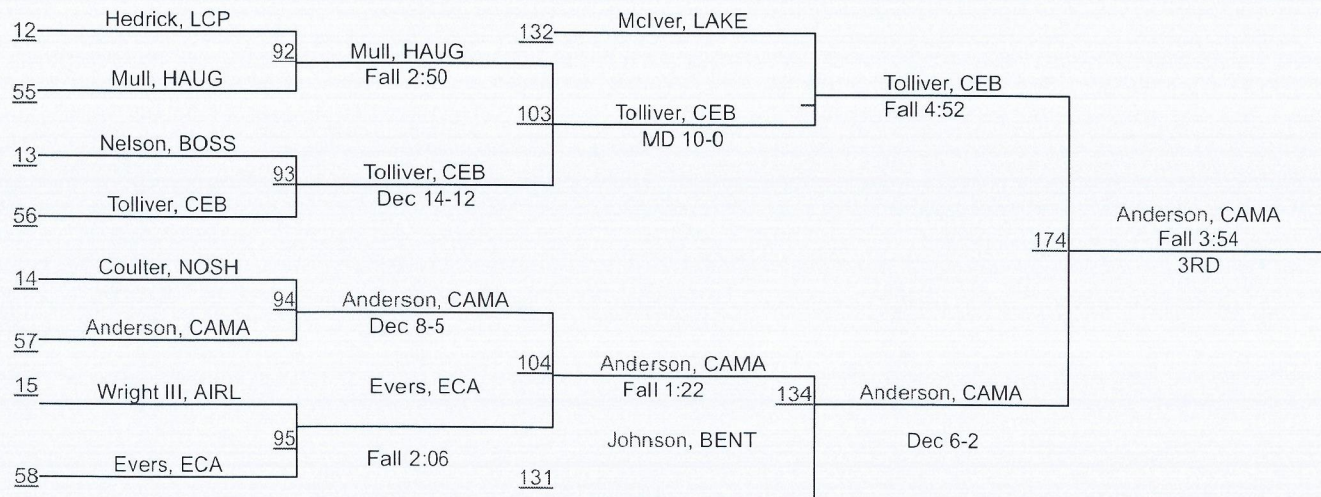 Hedrick, LCP
12
92
Mull, HAUG
55
Mull, HAUG
Fall 2:50
Nelson, BOSS
13
93
Tolliver, CEB
56
Tolliver, CEB
Dec 14-12
103
132
McIver, LAKE
Tolliver, CEB
MD 10-0
Tolliver, CEB
Fall 4:52
Coulter, NOSH
14
94
Anderson, CAMA
57
Anderson, CAMA
Dec 8-5
15
Wright III, AIRL
95
Evers, ECA
58
Evers, ECA
Fall 2:06
104
Anderson, CAMA
Fall 1:22
134
Johnson, BENT
131
Anderson, CAMA
Dec 6-2
174
Anderson, CAMA
Fall 3:54
3RD